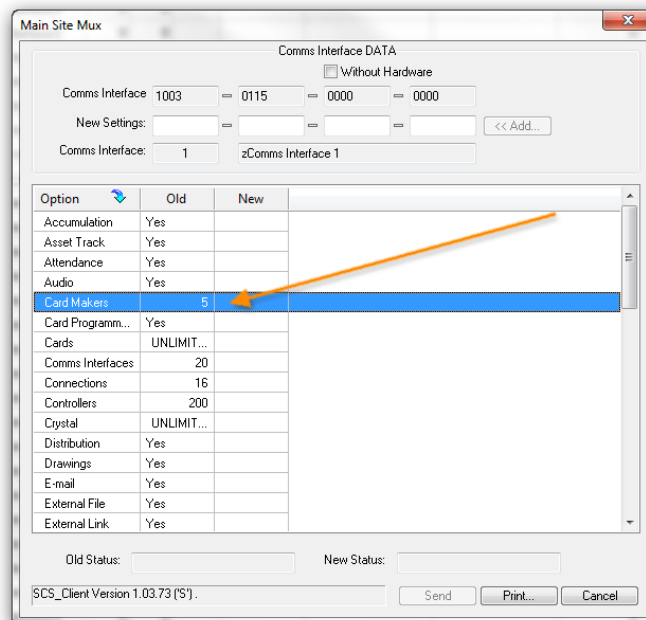 Main Site Mux
Comms Interface DATA
Without Hardware
Comms Interface 1003 – 0115 – 0000 – 0000
New Settings: – – – << Add...
Comms Interface: 1 zComms Interface 1
Option Old New
Accumulation Yes
Asset Track Yes
Attendance Yes
Audio Yes
Card Makers 5
Card Programm... Yes
Cards UNLIMIT...
Comms Interfaces 20
Connections 16
Controllers 200
Crystal UNLIMIT...
Distribution Yes
Drawings Yes
E-mail Yes
External File Yes
External Link Yes
Old Status: New Status:
SCS_Client Version 1.03.73 ('S') . Send Print... Cancel